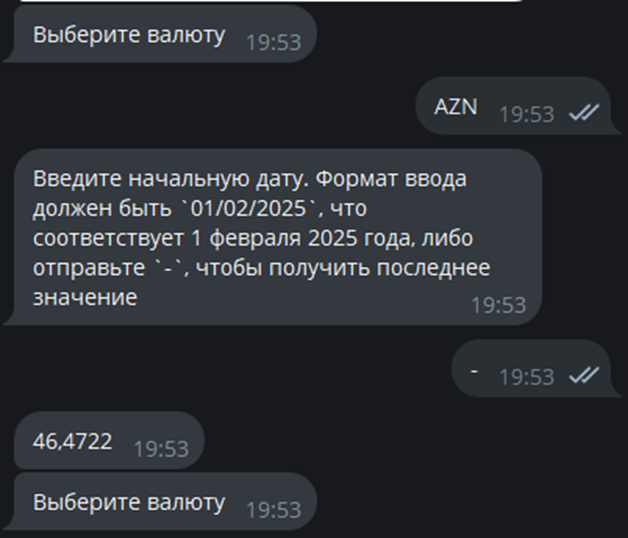 Выберите валюту 19:53
AZN 19:53
Введите начальную дату. Формат ввода
должен быть `01/02/2025`, что
соответствует 1 февраля 2025 года, либо
отправьте `-`, чтобы получить последнее
значение 19:53
- 19:53
46,4722 19:53
Выберите валюту 19:53